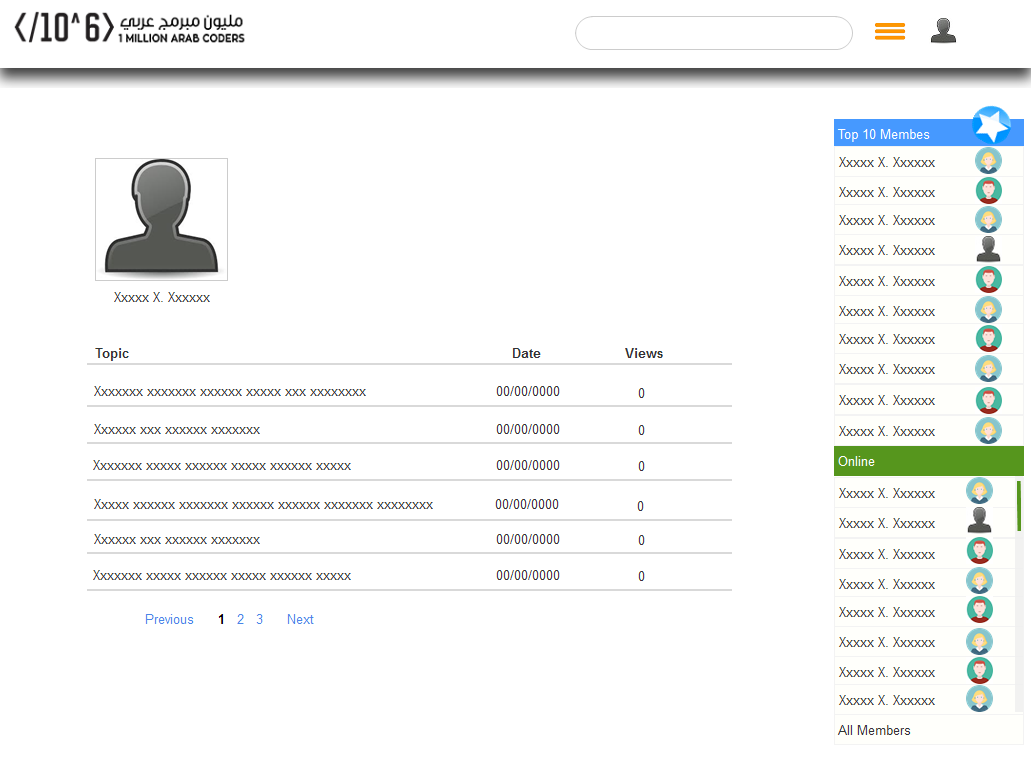 </10^6> مليون مبرمج عربي
1 MILLION ARAB CODERS
Top 10 Membes
Xxxxx X. Xxxxxx
Xxxxx X. Xxxxxx
Xxxxx X. Xxxxxx
Xxxxx X. Xxxxxx
Xxxxx X. Xxxxxx
Xxxxx X. Xxxxxx
Xxxxx X. Xxxxxx
Xxxxx X. Xxxxxx
Xxxxx X. Xxxxxx
Xxxxx X. Xxxxxx
Online
Xxxxx X. Xxxxxx
Xxxxx X. Xxxxxx
Xxxxx X. Xxxxxx
Xxxxx X. Xxxxxx
Xxxxx X. Xxxxxx
Xxxxx X. Xxxxxx
Xxxxx X. Xxxxxx
Xxxxx X. Xxxxxx
All Members
Xxxxx X. Xxxxxx
Topic Date Views
Xxxxxxx xxxxxxx xxxxxx xxxxx xxx xxxxxxxx 00/00/0000 0
Xxxxxx xxx xxxxxx xxxxxxx 00/00/0000 0
Xxxxxxx xxxxx xxxxxx xxxxx xxxxxx xxxxx 00/00/0000 0
Xxxxx xxxxxx xxxxxxx xxxxxx xxxxxx xxxxxxx xxxxxxxx 00/00/0000 0
Xxxxxx xxx xxxxxx xxxxxxx 00/00/0000 0
Xxxxxxx xxxxx xxxxxx xxxxx xxxxxx xxxxx 00/00/0000 0
Previous 1 2 3 Next